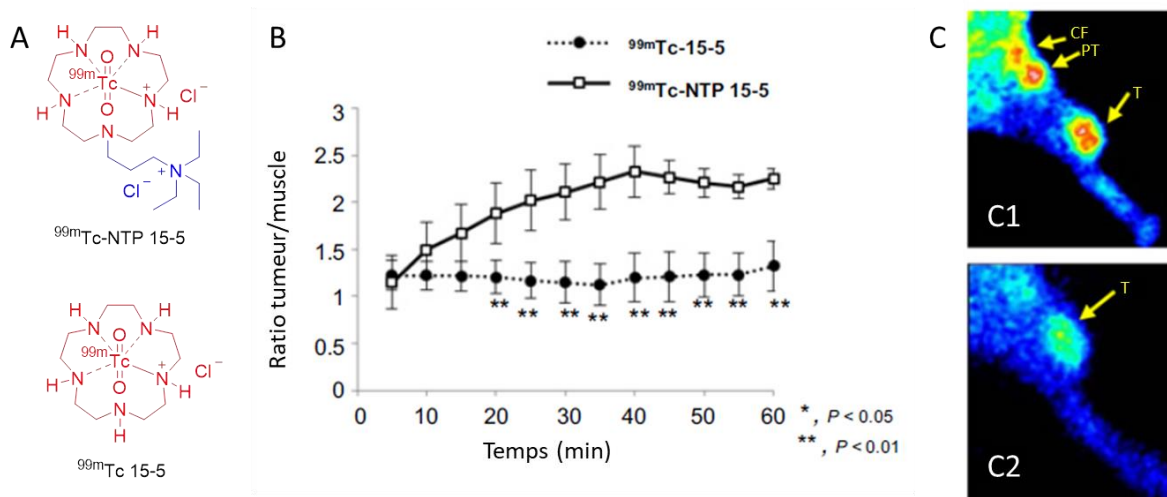 A
H
H
N
O
N
99m
Tc
+
N
N
Cl⁻
H
O
H
N
Cl⁻
+
N
99mTc-NTP 15-5
H
H
N
O
N
99m
Tc
+
N
N
Cl⁻
H
O
H
N
H
99mTc 15-5
B
99mTc-15-5
99mTc-NTP 15-5
Ratio tumeur/muscle
3
2.5
2
1.5
1
0.5
0
** ** ** ** ** ** ** ** **
0 10 20 30 40 50 60
Temps (min)
*, P < 0.05
**, P < 0.01
C
CF
PT
T
C1
T
C2